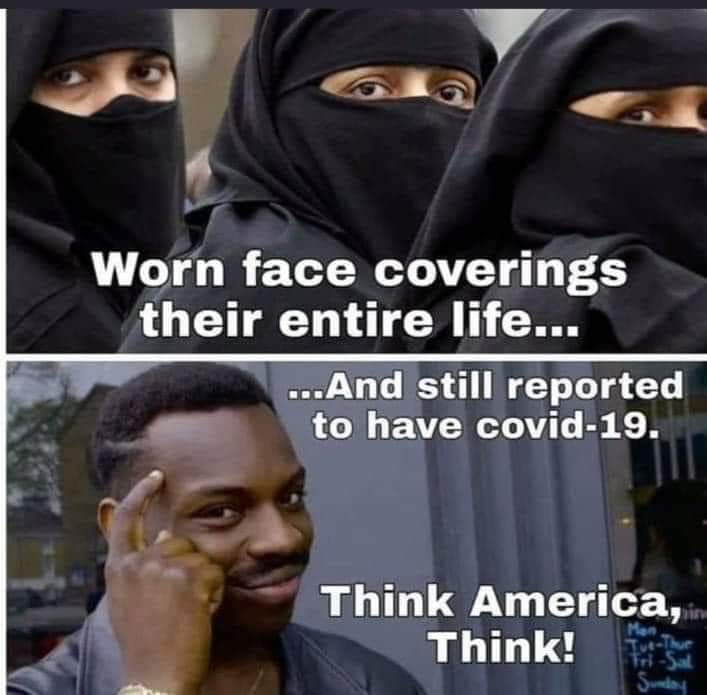 Worn face coverings
their entire life...
...And still reported
to have covid-19.
Think America,
Think!
Mon
Tue-Thur
Fri-Sat
Sunday